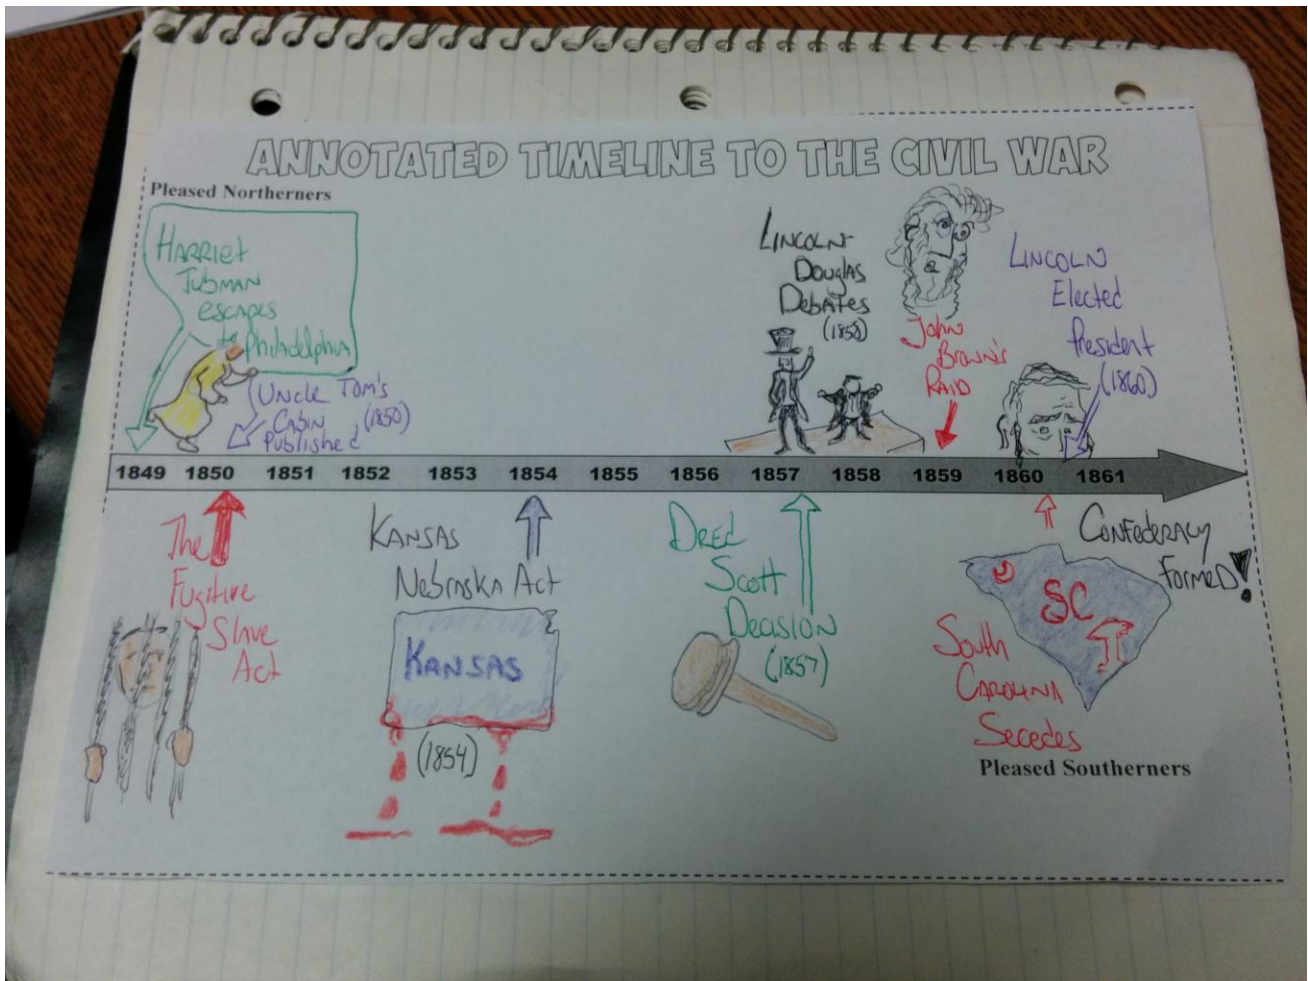 ANNOTATED TIMELINE TO THE CIVIL WAR
Pleased Northerners
HARRIET
TUBMAN
escapes
to
Philadelphia
Uncle Tom's
Cabin (1850)
Published
LINCOLN-
Douglas
Debates
(1858)
John
Brown's
RAID
LINCOLN
Elected
President
(1860)
1849 1850 1851 1852 1853 1854 1855 1856 1857 1858 1859 1860 1861
The
Fugitive
Slave
Act
KANSAS
Nebraska Act
KANSAS
(1854)
DRED
Scott
Decision
(1857)
SC
South
CAROLINA
Secedes
CONFEDERACY
FORMED!
Pleased Southerners